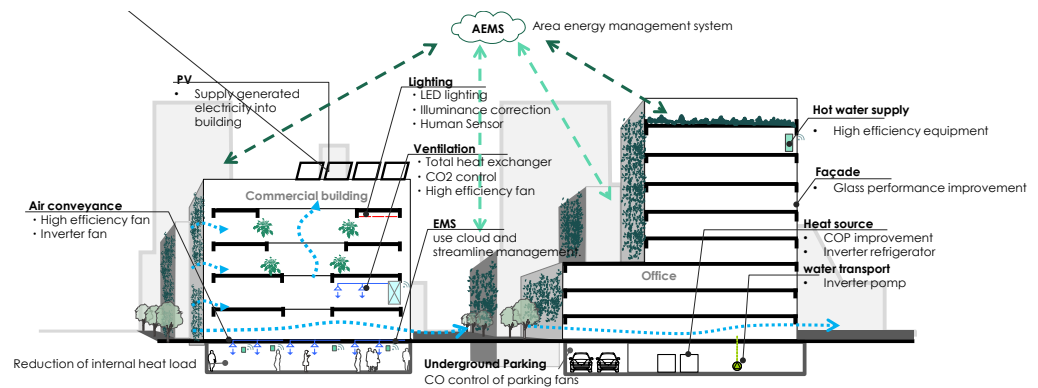 AEMS
Area energy management system
PV
• Supply generated
electricity into
building
Lighting
・LED lighting
・Illuminance correction
・Human Sensor
Ventilation
・Total heat exchanger
・CO2 control
・High efficiency fan
Commercial building
Air conveyance
・High efficiency fan
・Inverter fan
EMS
use cloud and
streamline management.
Hot water supply
• High efficiency equipment
Façade
• Glass performance improvement
Heat source
• COP improvement
• Inverter refrigerator
water transport
• Inverter pomp
Office
Reduction of internal heat load
Underground Parking
CO control of parking fans